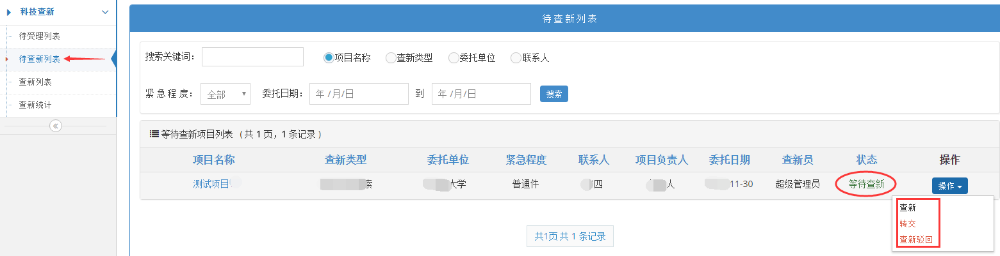 科技查新
待受理列表
待查新列表
查新列表
查新统计
待查新列表
搜索关键词： 项目名称 查新类型 委托单位 联系人
紧 急 程 度： 全部 委托日期： 年 /月/日 到 年 /月/日 搜索
等待查新项目列表 （ 共 1 页，1 条记录 ）
项目名称 查新类型 委托单位 紧急程度 联系人 项目负责人 委托日期 查新员 状态 操作
测试项目 索 大学 普通件 四 人 11-30 超级管理员 等待查新 操作
查新
转交
查新驳回
共1页 共 1 条记录